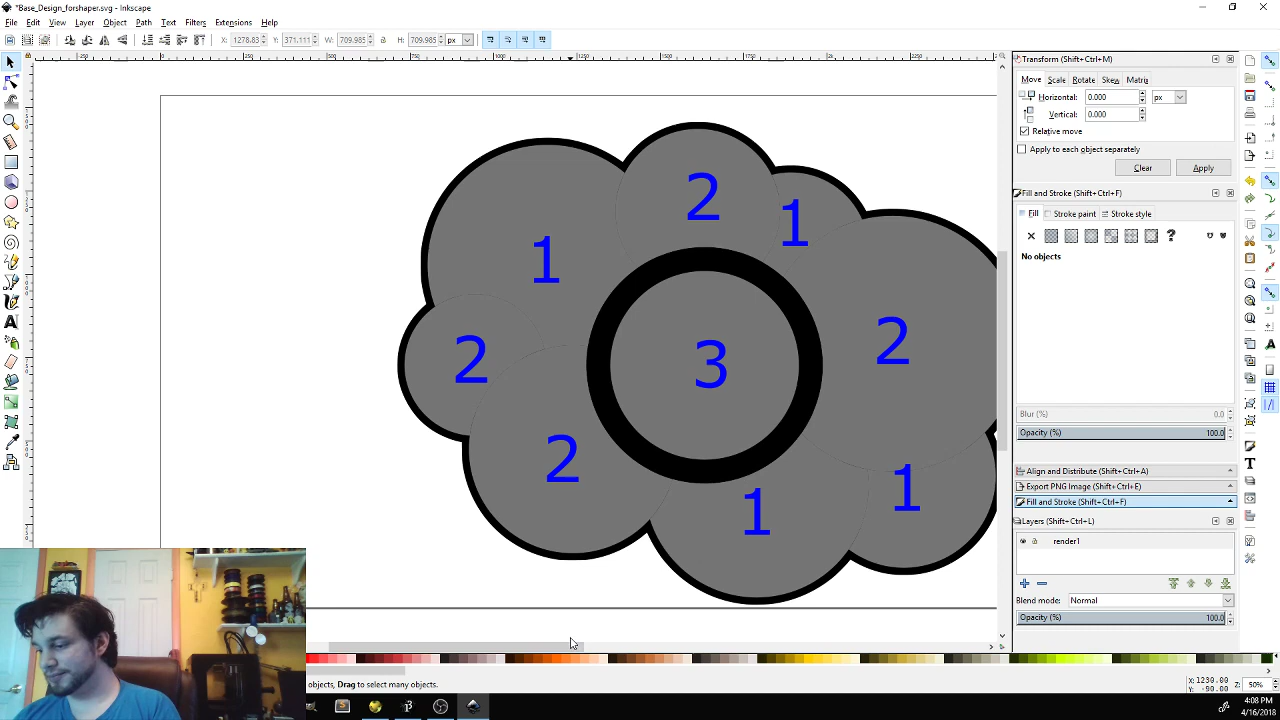 *Base_Design_forshaper.svg - Inkscape
File Edit View Layer Object Path Text Filters Extensions Help
X: 1278.83 Y: 371.111 W: 709.985 H: 709.985 px
Transform (Shift+Ctrl+M)
Move Scale Rotate Skew Matrix
Horizontal: 0.000 px
Vertical: 0.000
Relative move
Apply to each object separately
Clear Apply
Fill and Stroke (Shift+Ctrl+F)
Fill Stroke paint Stroke style
No objects
2
1
1
2
3
2
2
1
1
Blur (%) 0.0
Opacity (%) 100.0
Align and Distribute (Shift+Ctrl+A)
Export PNG Image (Shift+Ctrl+E)
Fill and Stroke (Shift+Ctrl+F)
Layers (Shift+Ctrl+L)
render1
Blend mode: Normal
Opacity (%) 100.0
objects, Drag to select many objects.
X: 1230.00
Y: -90.00
Z: 50%
4:08 PM
4/16/2018